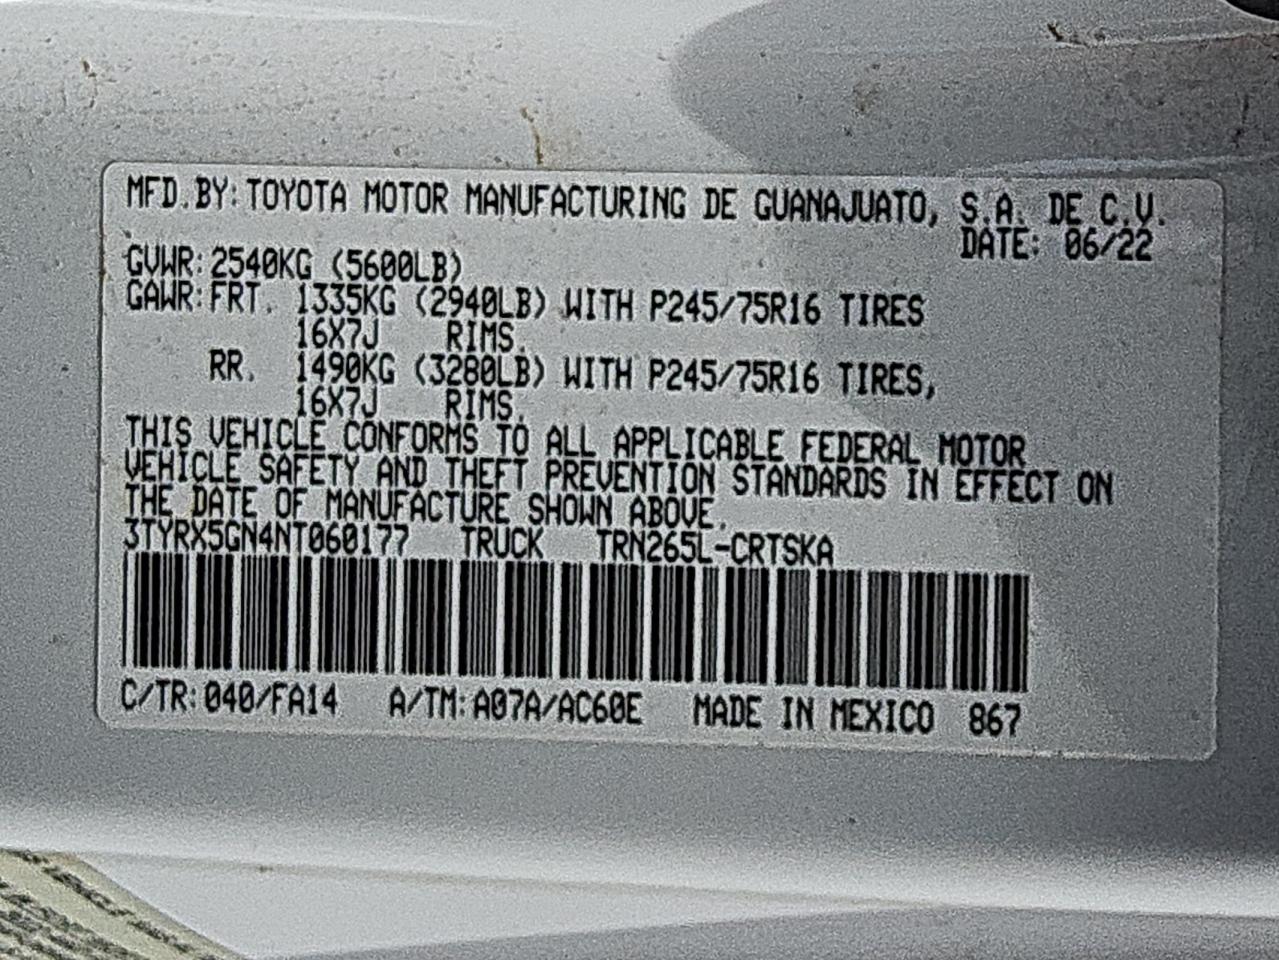 MFD.BY: TOYOTA MOTOR MANUFACTURING DE GUANAJUATO, S.A. DE C.V.
DATE: 06/22
GVWR: 2540KG (5600LB)
GAWR: FRT. 1335KG (2940LB) WITH P245/75R16 TIRES
16X7J RIMS.
RR. 1490KG (3280LB) WITH P245/75R16 TIRES,
16X7J RIMS.
THIS VEHICLE CONFORMS TO ALL APPLICABLE FEDERAL MOTOR
VEHICLE SAFETY AND THEFT PREVENTION STANDARDS IN EFFECT ON
THE DATE OF MANUFACTURE SHOWN ABOVE.
3TYRX5GN4NT060177 TRUCK TRN265L-CRTSKA
C/TR: 040/FA14 A/TM: A07A/AC60E MADE IN MEXICO 867